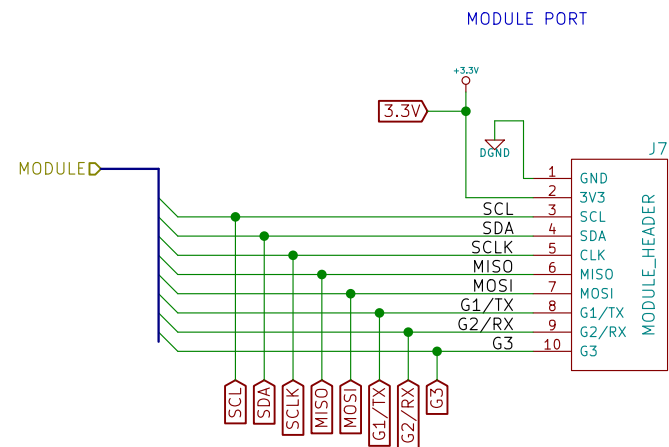 MODULE PORT
+3.3V
3.3V
DGND
J7
MODULE
1 GND
2 3V3
SCL 3 SCL
SDA 4 SDA
SCLK 5 CLK
MISO 6 MISO
MOSI 7 MOSI
G1/TX 8 G1/TX
G2/RX 9 G2/RX
G3 10 G3
MODULE_HEADER
SCL
SDA
SCLK
MISO
MOSI
G1/TX
G2/RX
G3